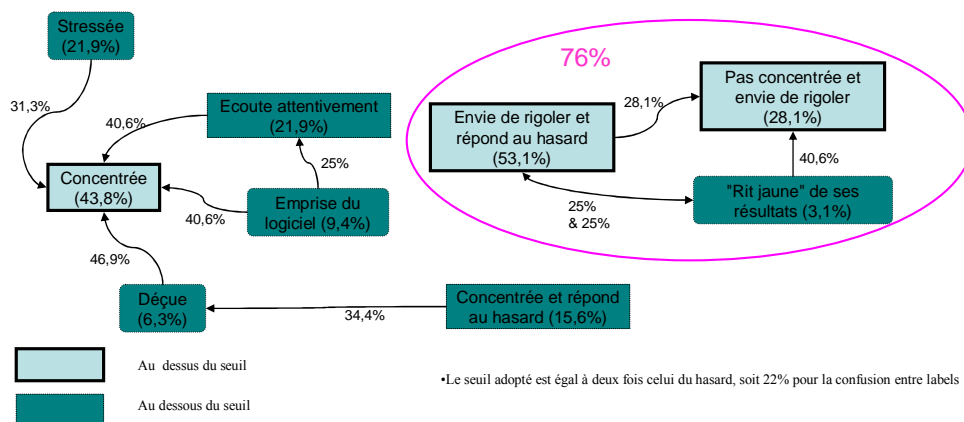 Stressée
(21,9%)
31,3%
Ecoute attentivement
(21,9%)
40,6%
25%
Concentrée
(43,8%)
Emprise du
logiciel (9,4%)
40,6%
46,9%
Déçue
(6,3%)
34,4%
Concentrée et répond
au hasard (15,6%)
76%
Envie de rigoler et
répond au hasard
(53,1%)
28,1%
Pas concentrée et
envie de rigoler
(28,1%)
40,6%
"Rit jaune" de ses
résultats (3,1%)
25%
& 25%
Au dessus du seuil
Au dessous du seuil
•Le seuil adopté est égal à deux fois celui du hasard, soit 22% pour la confusion entre labels